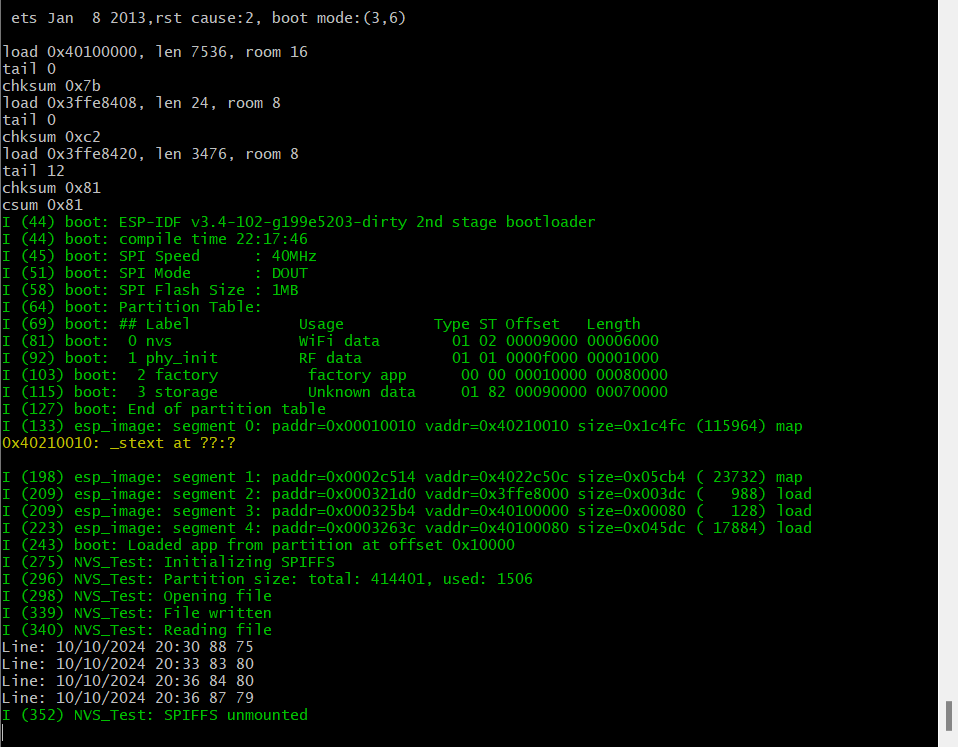 ets Jan  8 2013,rst cause:2, boot mode:(3,6)

load 0x40100000, len 7536, room 16
tail 0
chksum 0x7b
load 0x3ffe8408, len 24, room 8
tail 0
chksum 0xc2
load 0x3ffe8420, len 3476, room 8
tail 12
chksum 0x81
csum 0x81
I (44) boot: ESP-IDF v3.4-102-g199e5203-dirty 2nd stage bootloader
I (44) boot: compile time 22:17:46
I (45) boot: SPI Speed      : 40MHz
I (51) boot: SPI Mode       : DOUT
I (58) boot: SPI Flash Size : 1MB
I (64) boot: Partition Table:
I (69) boot: ## Label            Usage          Type ST Offset   Length
I (81) boot:  0 nvs              WiFi data        01 02 00009000 00006000
I (92) boot:  1 phy_init         RF data          01 01 0000f000 00001000
I (103) boot:  2 factory          factory app      00 00 00010000 00080000
I (115) boot:  3 storage          Unknown data     01 82 00090000 00070000
I (127) boot: End of partition table
I (133) esp_image: segment 0: paddr=0x00010010 vaddr=0x40210010 size=0x1c4fc (115964) map
0x40210010: _stext at ??:?

I (198) esp_image: segment 1: paddr=0x0002c514 vaddr=0x4022c50c size=0x05cb4 ( 23732) map
I (209) esp_image: segment 2: paddr=0x000321d0 vaddr=0x3ffe8000 size=0x003dc (   988) load
I (209) esp_image: segment 3: paddr=0x000325b4 vaddr=0x40100000 size=0x00080 (   128) load
I (223) esp_image: segment 4: paddr=0x0003263c vaddr=0x40100080 size=0x045dc ( 17884) load
I (243) boot: Loaded app from partition at offset 0x10000
I (275) NVS_Test: Initializing SPIFFS
I (296) NVS_Test: Partition size: total: 414401, used: 1506
I (298) NVS_Test: Opening file
I (339) NVS_Test: File written
I (340) NVS_Test: Reading file
Line: 10/10/2024 20:30 88 75
Line: 10/10/2024 20:33 83 80
Line: 10/10/2024 20:36 84 80
Line: 10/10/2024 20:36 87 79
I (352) NVS_Test: SPIFFS unmounted